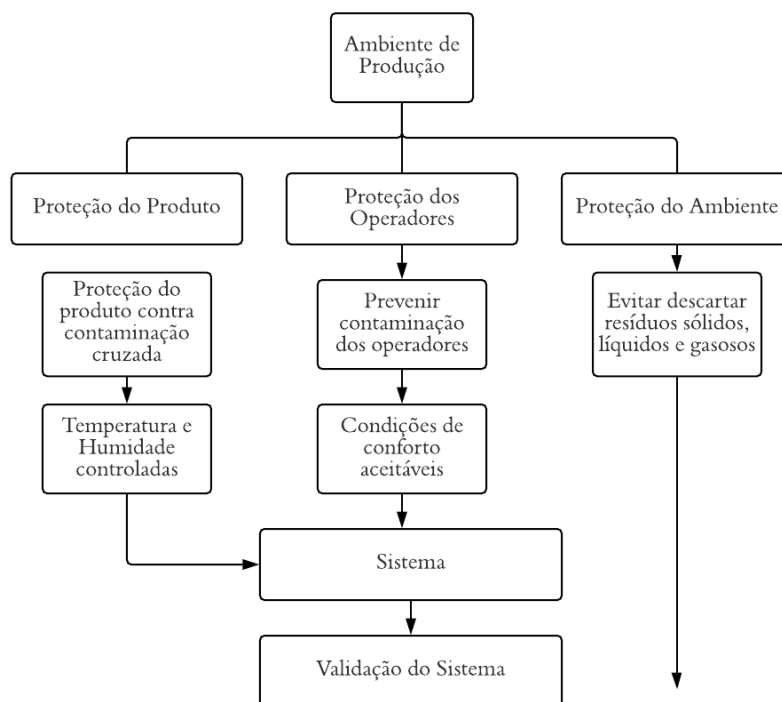 Ambiente de
Produção
Proteção do Produto
Proteção dos
Operadores
Proteção do Ambiente
Proteção do
produto contra
contaminação
cruzada
Prevenir
contaminação
dos operadores
Evitar descartar
resíduos sólidos,
líquidos e gasosos
Temperatura e
Humidade
controladas
Condições de
conforto
aceitáveis
Sistema
Validação do Sistema